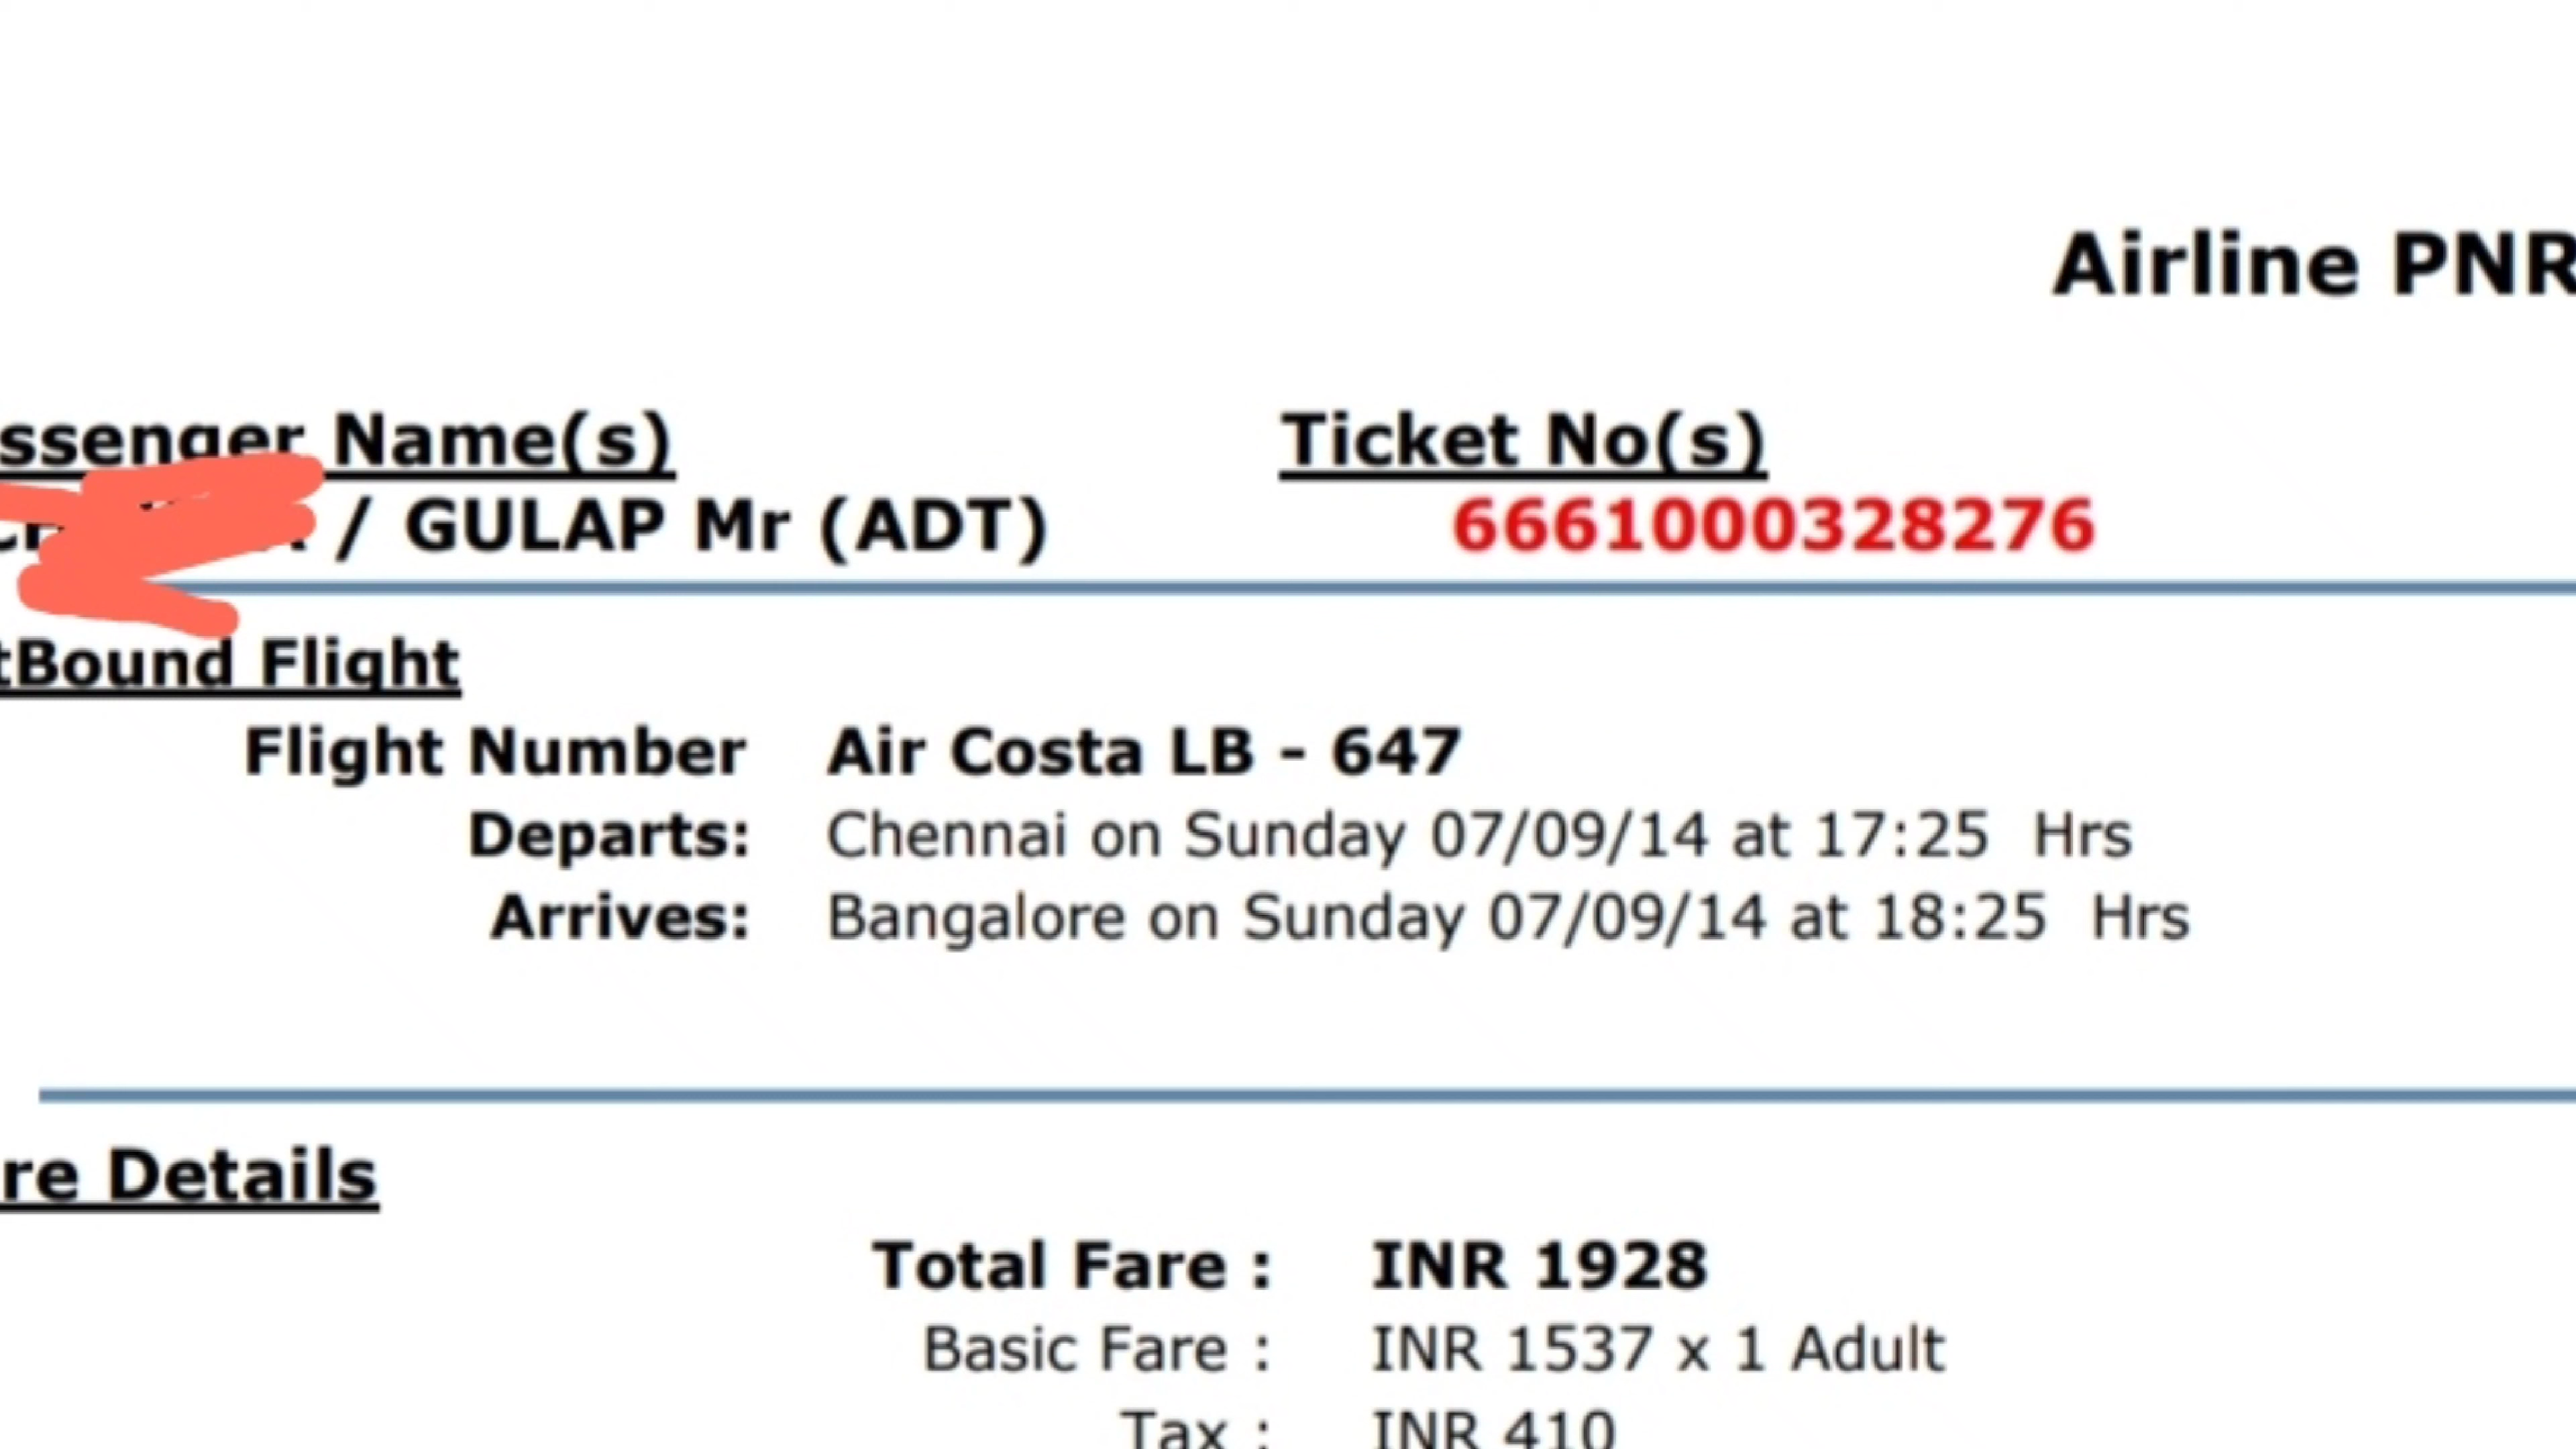 Airline PNR
ssenger Name(s) Ticket No(s)
/ GULAP Mr (ADT) 6661000328276
tBound Flight
Flight Number Air Costa LB - 647
Departs: Chennai on Sunday 07/09/14 at 17:25 Hrs
Arrives: Bangalore on Sunday 07/09/14 at 18:25 Hrs
re Details
Total Fare : INR 1928
Basic Fare : INR 1537 x 1 Adult
Tax : INR 410